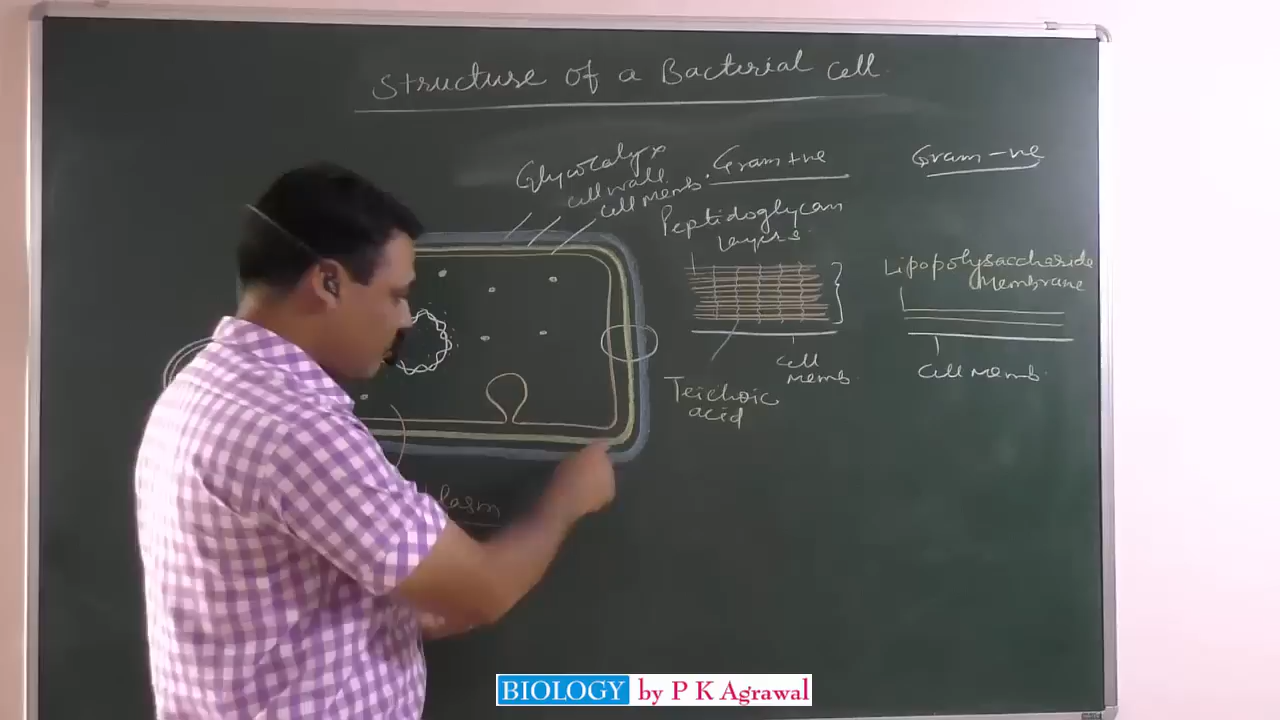 Structure of a Bacterial Cell
Glycocalyx
cell wall
cell memb.
Gram +ve
Gram -ve
Peptidoglycan
layers
Lipopolysaccharide
Membrane
Cell
Memb.
Cell Memb.
Teichoic
acid
BIOLOGY by P K Agrawal